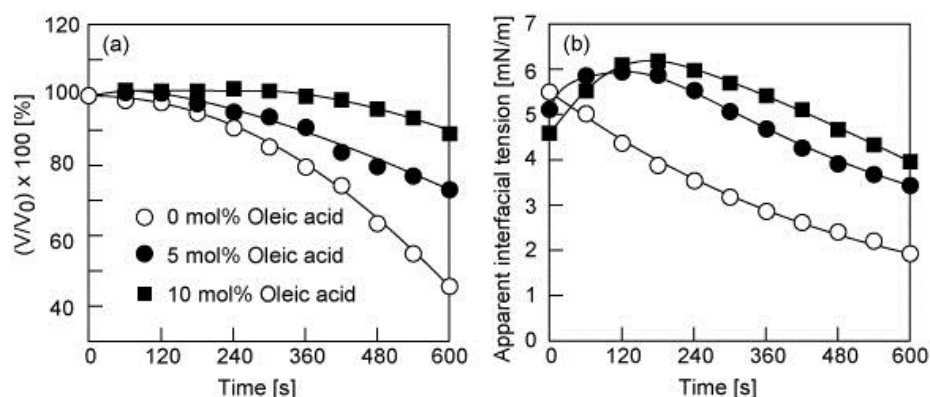 (a)
(V/V0) x 100 [%]
120
100
80
60
40
0 mol% Oleic acid
5 mol% Oleic acid
10 mol% Oleic acid
0 120 240 360 480 600
Time [s]
(b)
Apparent interfacial tension [mN/m]
7
6
5
4
3
2
1
0
0 120 240 360 480 600
Time [s]